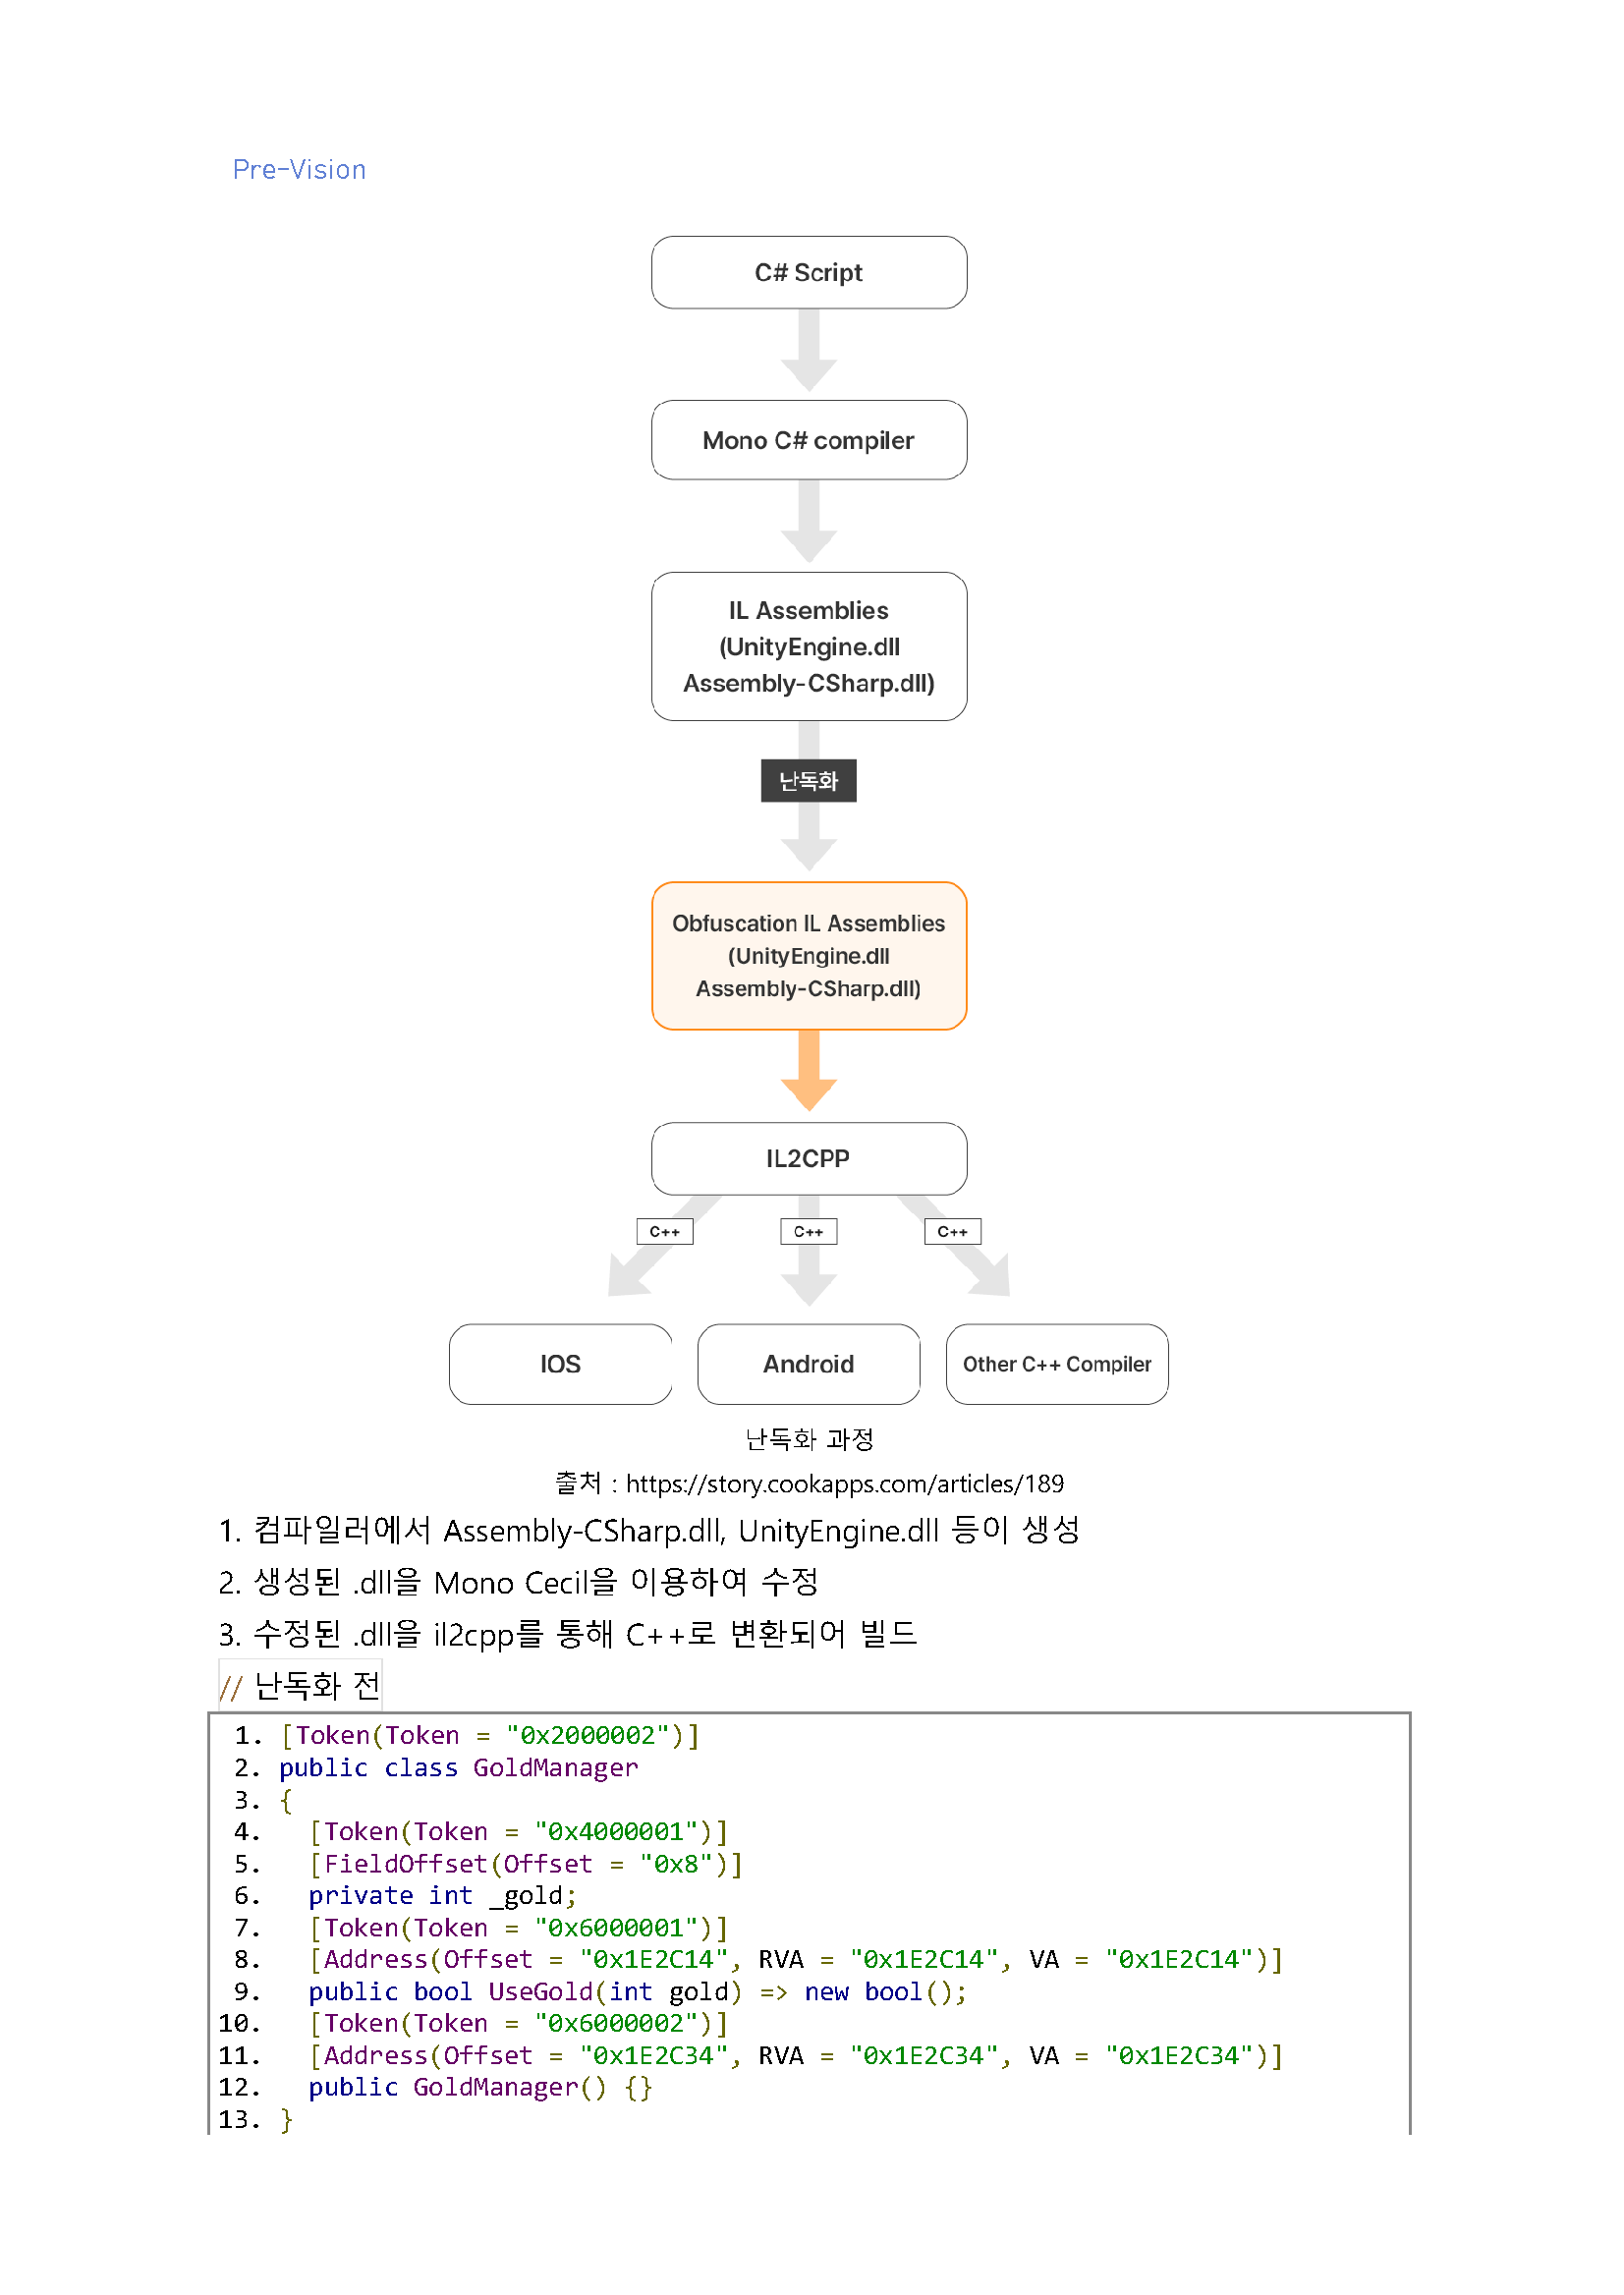 Pre-Vision
C# Script
Mono C# compiler
IL Assemblies
(UnityEngine.dll
Assembly-CSharp.dll)
난독화
Obfuscation IL Assemblies
(UnityEngine.dll
Assembly-CSharp.dll)
IL2CPP
C++ C++ C++
IOS Android Other C++ Compiler
난독화 과정
출처 : https://story.cookapps.com/articles/189
1. 컴파일러에서 Assembly-CSharp.dll, UnityEngine.dll 등이 생성
2. 생성된 .dll을 Mono Cecil을 이용하여 수정
3. 수정된 .dll을 il2cpp를 통해 C++로 변환되어 빌드
// 난독화 전
1. [Token(Token = "0x2000002")]
2. public class GoldManager
3. {
4.   [Token(Token = "0x4000001")]
5.   [FieldOffset(Offset = "0x8")]
6.   private int _gold;
7.   [Token(Token = "0x6000001")]
8.   [Address(Offset = "0x1E2C14", RVA = "0x1E2C14", VA = "0x1E2C14")]
9.   public bool UseGold(int gold) => new bool();
10.   [Token(Token = "0x6000002")]
11.   [Address(Offset = "0x1E2C34", RVA = "0x1E2C34", VA = "0x1E2C34")]
12.   public GoldManager() {}
13. }